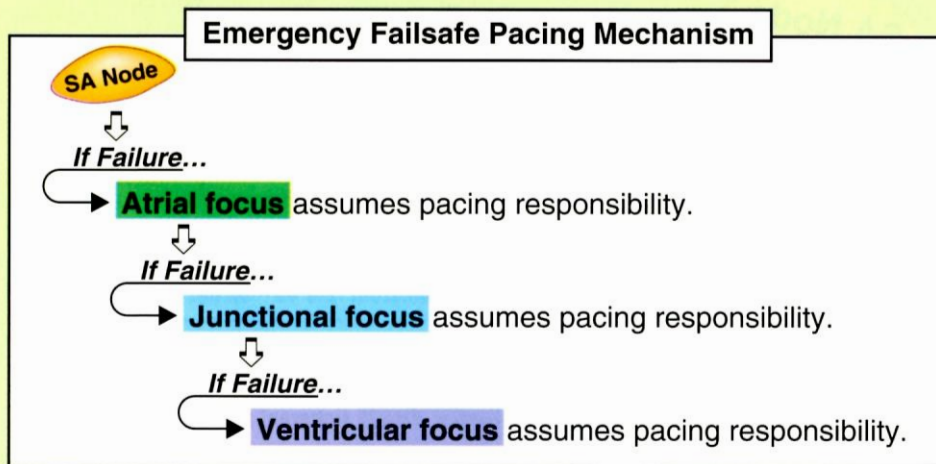 Emergency Failsafe Pacing Mechanism
SA Node
If Failure...
Atrial focus assumes pacing responsibility.
If Failure...
Junctional focus assumes pacing responsibility.
If Failure...
Ventricular focus assumes pacing responsibility.